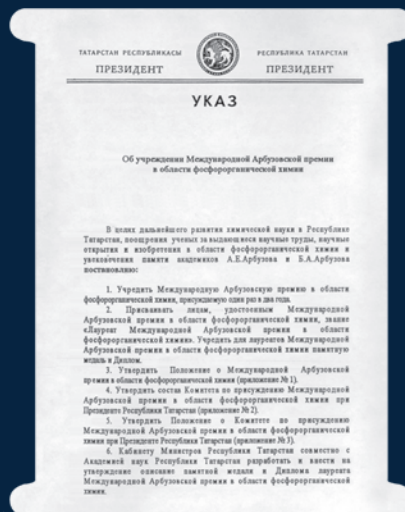 ТАТАРСТАН РЕСПУБЛИКАСЫ
ПРЕЗИДЕНТ
РЕСПУБЛИКА ТАТАРСТАН
ПРЕЗИДЕНТ
УКАЗ
Об учреждении Международной Арбузовской премии
в области фосфорорганической химии
В целях дальнейшего развития химической науки в Республике
Татарстан, поощрения ученых за выдающиеся научные труды, научные
открытия и изобретения в области фосфорорганической химии и
увековечения памяти академиков А.Е.Арбузова и Б.А.Арбузова
постановляю:
1. Учредить Международную Арбузовскую премию в области
фосфорорганической химии, присуждаемую один раз в два года.
2. Присваивать лицам, удостоенным Международной
Арбузовской премии в области фосфорорганической химии, звание
«Лауреат Международной Арбузовской премии в области
фосфорорганической химии». Учредить для лауреатов Международной
Арбузовской премии в области фосфорорганической химии памятную
медаль и Диплом.
3. Утвердить Положение о Международной Арбузовской
премии в области фосфорорганической химии (приложение № 1).
4. Утвердить состав Комитета по присуждению Международной
Арбузовской премии в области фосфорорганической химии при
Президенте Республики Татарстан (приложение № 2).
5. Утвердить Положение о Комитете по присуждению
Международной Арбузовской премии в области фосфорорганической
химии при Президенте Республики Татарстан (приложение № 3).
6. Кабинету Министров Республики Татарстан совместно с
Академией наук Республики Татарстан разработать и внести на
утверждение описание памятной медали и Диплома лауреата
Международной Арбузовской премии в области фосфорорганической
химии.